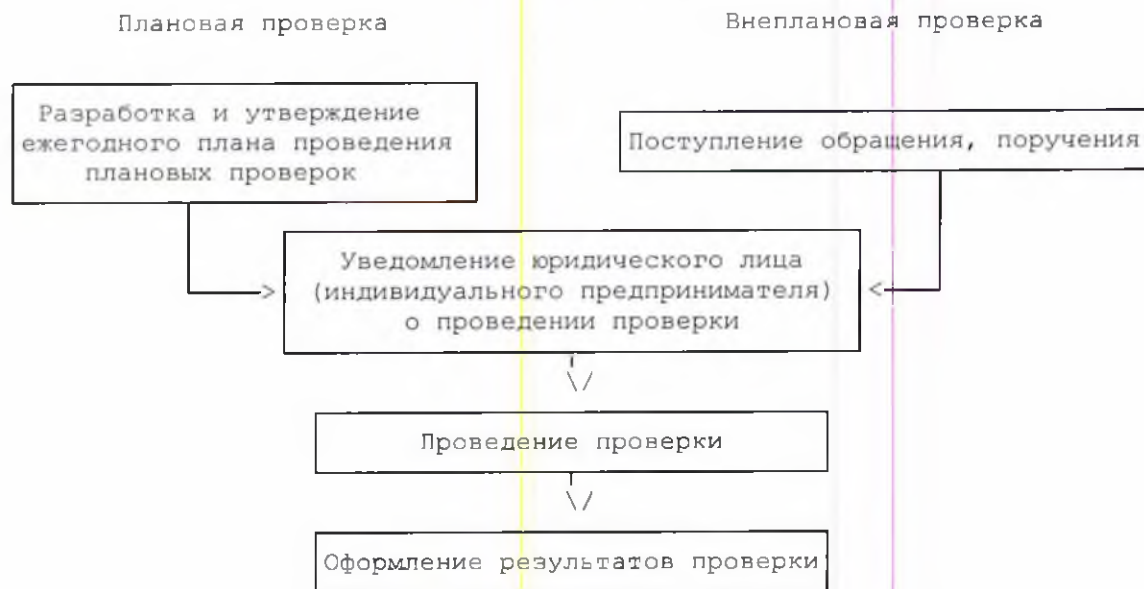 Плановая проверка
Внеплановая проверка
Разработка и утверждение
ежегодного плана проведения
плановых проверок
Поступление обращения, поручения
Уведомление юридического лица
(индивидуального предпринимателя)
о проведении проверки
Проведение проверки
Оформление результатов проверки